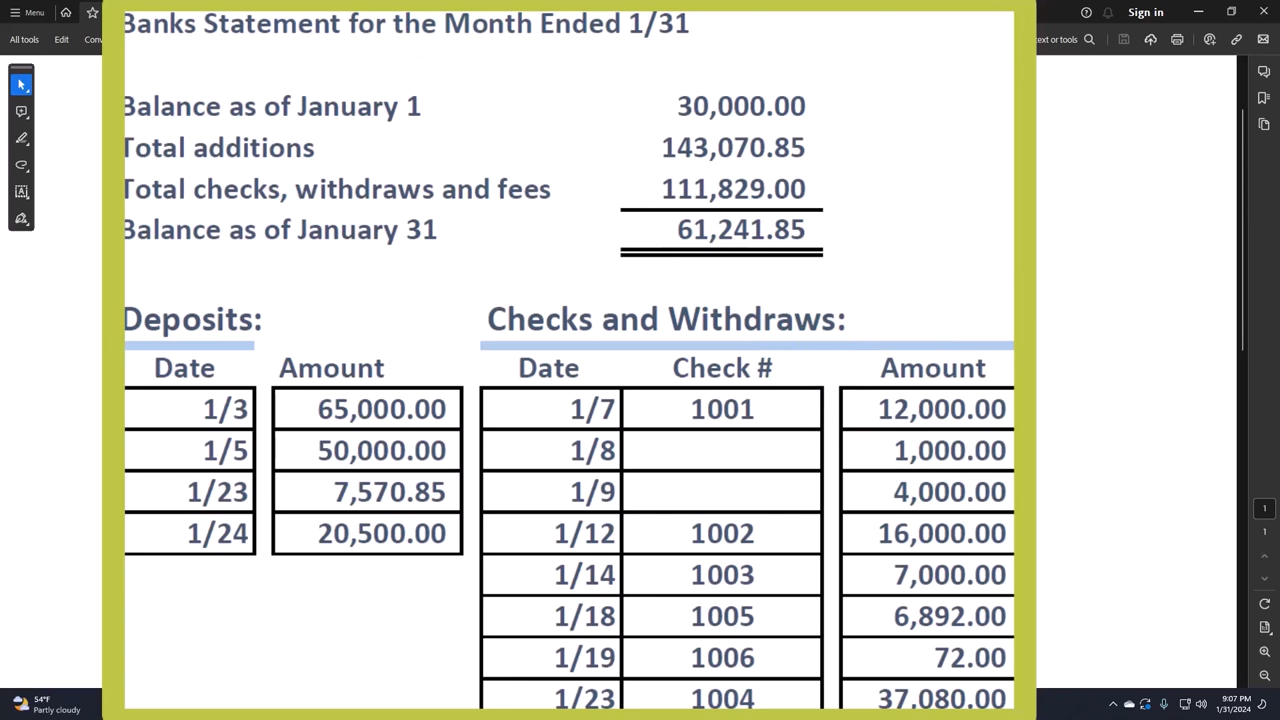 Menu
Sign in
All tools
Edit
text or tools
Banks Statement for the Month Ended 1/31
Balance as of January 1 30,000.00
Total additions 143,070.85
Total checks, withdraws and fees 111,829.00
Balance as of January 31 61,241.85
Deposits: Checks and Withdraws:
Date Amount Date Check # Amount
1/3 65,000.00 1/7 1001 12,000.00
1/5 50,000.00 1/8 1,000.00
1/23 7,570.85 1/9 4,000.00
1/24 20,500.00 1/12 1002 16,000.00
1/14 1003 7,000.00
1/18 1005 6,892.00
1/19 1006 72.00
1/23 1004 37,080.00
1
1
54°F
Partly cloudy
9:07 PM
1/31/2024